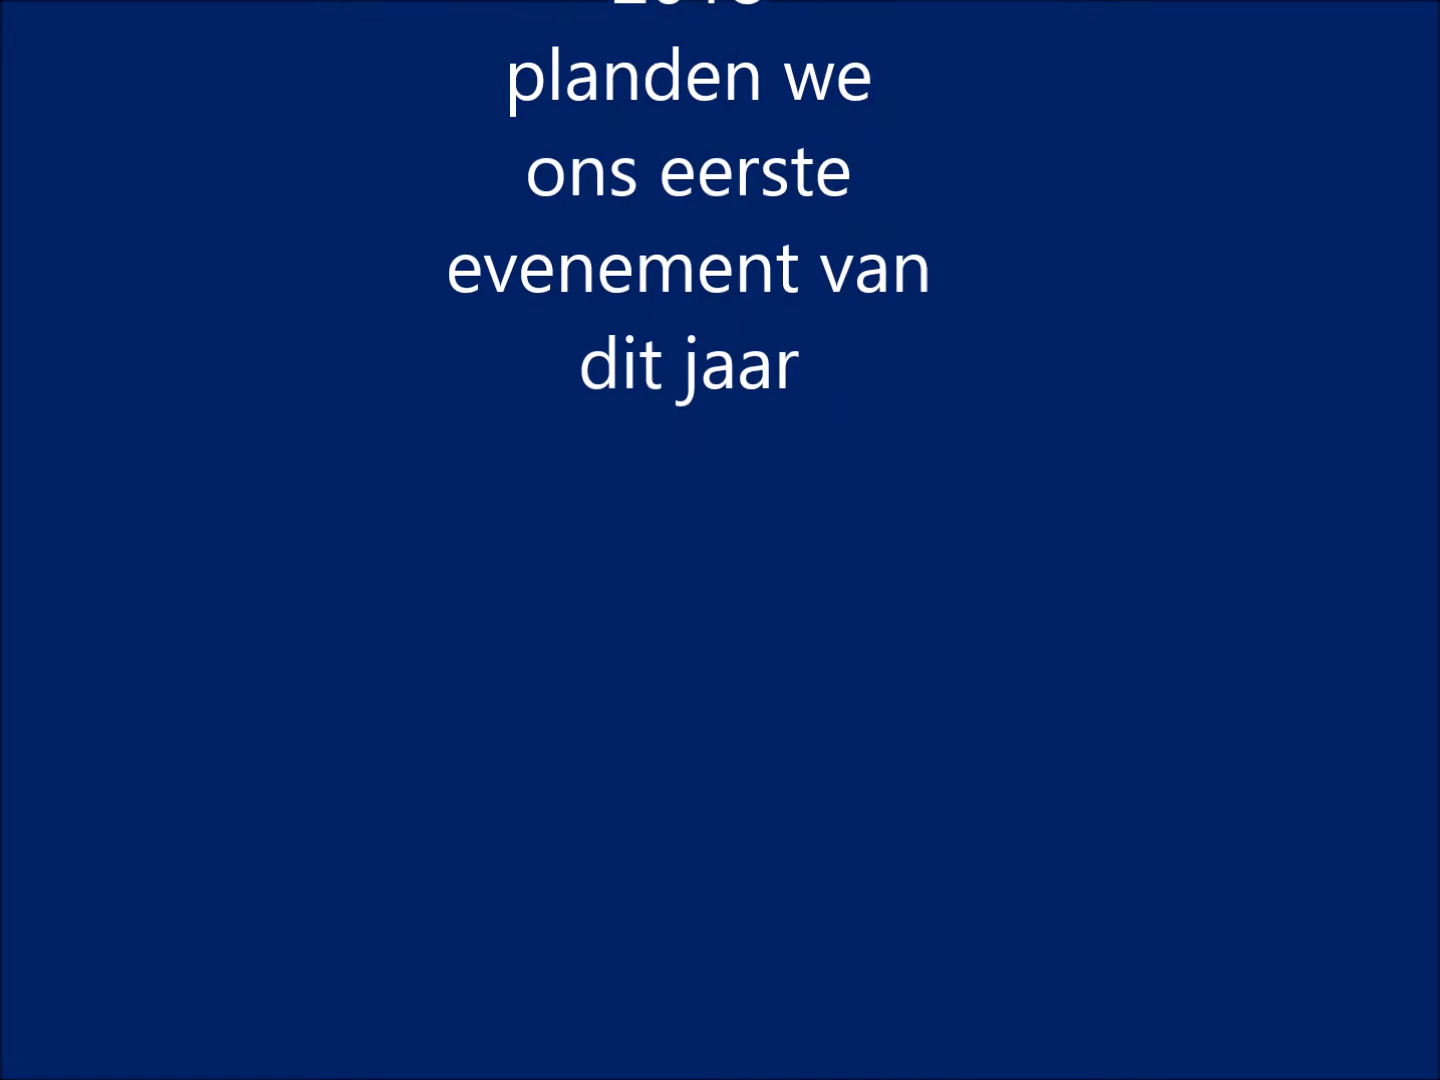 planden we
ons eerste
evenement van
dit jaar